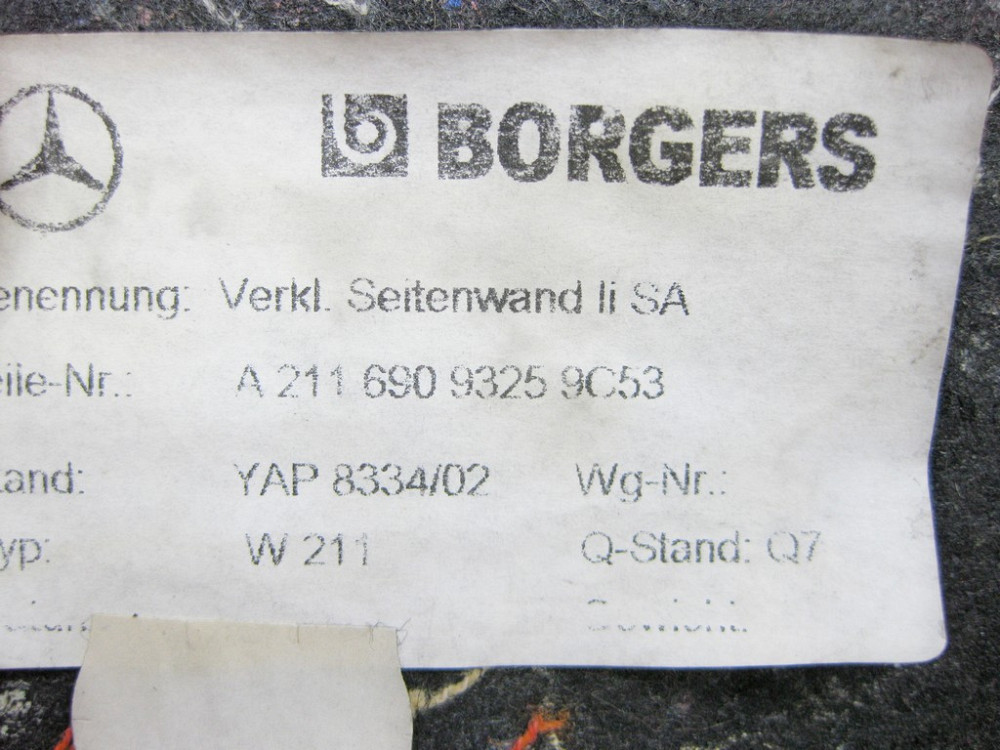 BORGERS
enennung: Verkl. Seitenwand li SA
eile-Nr.: A 211 690 9325 9C53
tand: YAP 8334/02 Wg-Nr.:
yp: W 211 Q-Stand: Q7